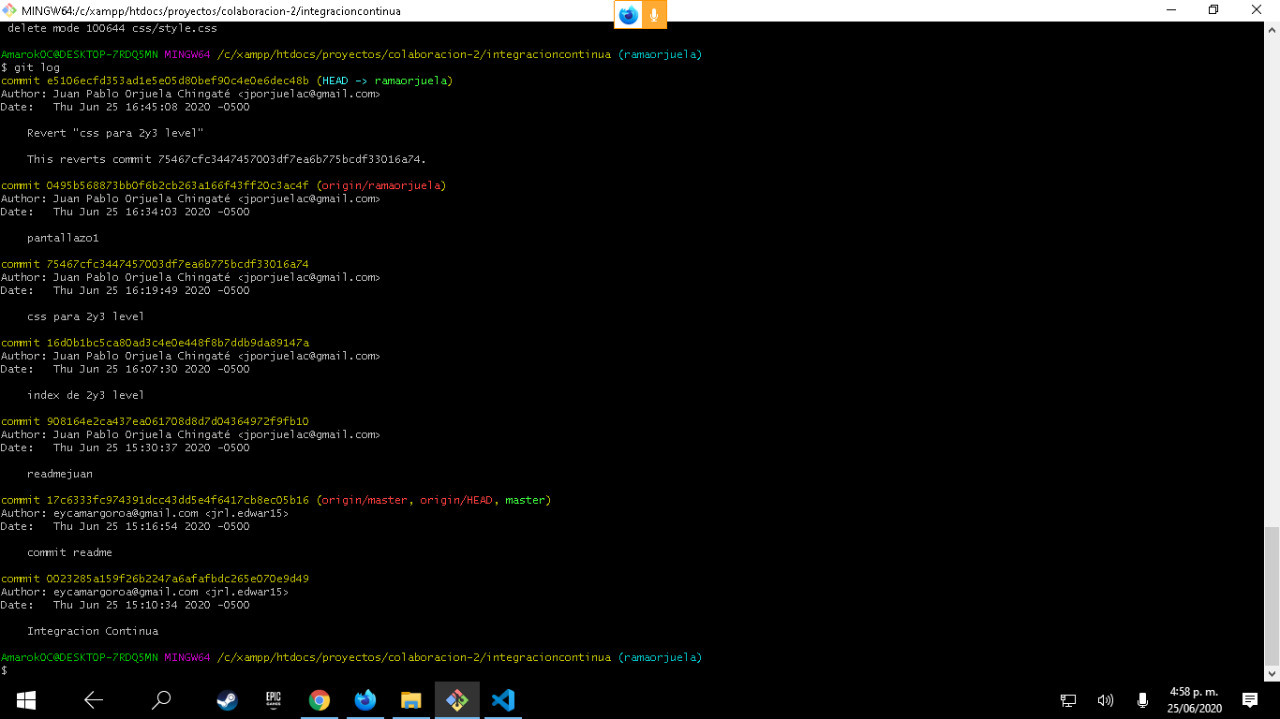 MINGW64:/c/xampp/htdocs/proyectos/colaboracion-2/integracioncontinua
delete mode 100644 css/style.css
AmarokOC@DESKTOP-7RDQ5MN MINGW64 /c/xampp/htdocs/proyectos/colaboracion-2/integracioncontinua (ramaorjuela)
$ git log
commit e5106ecfd353ad1e5e05d80bef90c4e0e6dec48b (HEAD -> ramaorjuela)
Author: Juan Pablo Orjuela Chingaté <jporjuelac@gmail.com>
Date:   Thu Jun 25 16:45:08 2020 -0500
Revert "css para 2y3 level"
This reverts commit 75467cfc3447457003df7ea6b775bcdf33016a74.
commit 0495b568873bb0f6b2cb263a166f43ff20c3ac4f (origin/ramaorjuela)
Author: Juan Pablo Orjuela Chingaté <jporjuelac@gmail.com>
Date:   Thu Jun 25 16:34:03 2020 -0500
pantallazo1
commit 75467cfc3447457003df7ea6b775bcdf33016a74
Author: Juan Pablo Orjuela Chingaté <jporjuelac@gmail.com>
Date:   Thu Jun 25 16:19:49 2020 -0500
css para 2y3 level
commit 16d0b1bc5ca80ad3c4e0e448f8b7ddb9da89147a
Author: Juan Pablo Orjuela Chingaté <jporjuelac@gmail.com>
Date:   Thu Jun 25 16:07:30 2020 -0500
index de 2y3 level
commit 908164e2ca437ea061708d8d7d04364972f9fb10
Author: Juan Pablo Orjuela Chingaté <jporjuelac@gmail.com>
Date:   Thu Jun 25 15:30:37 2020 -0500
readmejuan
commit 17c6333fc974391dcc43dd5e4f6417cb8ec05b16 (origin/master, origin/HEAD, master)
Author: eycamargoroa@gmail.com <jrl.edwar15>
Date:   Thu Jun 25 15:16:54 2020 -0500
commit readme
commit 0023285a159f26b2247a6afafbdc265e070e9d49
Author: eycamargoroa@gmail.com <jrl.edwar15>
Date:   Thu Jun 25 15:10:34 2020 -0500
Integracion Continua
AmarokOC@DESKTOP-7RDQ5MN MINGW64 /c/xampp/htdocs/proyectos/colaboracion-2/integracioncontinua (ramaorjuela)
$
EPIC
GAMES
4:58 p. m.
25/06/2020